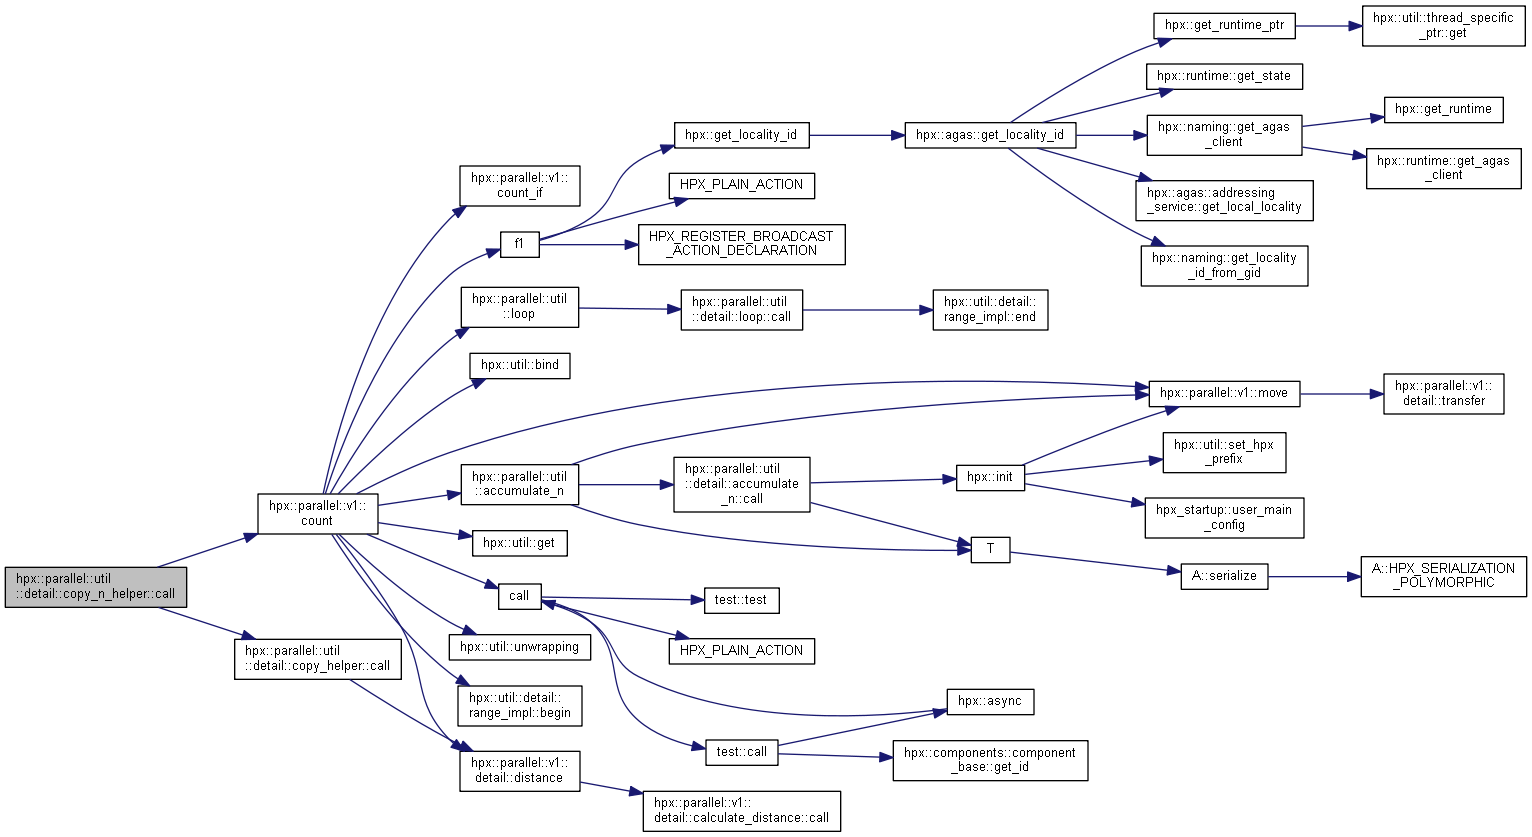 hpx::parallel::util
::detail::copy_n_helper::call
hpx::parallel::v1::
count
hpx::parallel::util
::detail::copy_helper::call
hpx::parallel::v1::
count_if
f1
hpx::parallel::util
::loop
hpx::util::bind
hpx::parallel::util
::accumulate_n
hpx::util::get
call
hpx::util::unwrapping
hpx::util::detail::
range_impl::begin
hpx::parallel::v1::
detail::distance
hpx::get_locality_id
HPX_PLAIN_ACTION
HPX_REGISTER_BROADCAST
_ACTION_DECLARATION
hpx::parallel::util
::detail::loop::call
hpx::parallel::util
::detail::accumulate
_n::call
test::test
HPX_PLAIN_ACTION
test::call
hpx::parallel::v1::
detail::calculate_distance::call
hpx::agas::get_locality_id
hpx::util::detail::
range_impl::end
hpx::init
T
hpx::async
hpx::components::component
_base::get_id
hpx::get_runtime_ptr
hpx::runtime::get_state
hpx::naming::get_agas
_client
hpx::agas::addressing
_service::get_local_locality
hpx::naming::get_locality
_id_from_gid
hpx::parallel::v1::move
hpx::util::set_hpx
_prefix
hpx_startup::user_main
_config
A::serialize
hpx::util::thread_specific
_ptr::get
hpx::get_runtime
hpx::runtime::get_agas
_client
hpx::parallel::v1::
detail::transfer
A::HPX_SERIALIZATION
_POLYMORPHIC